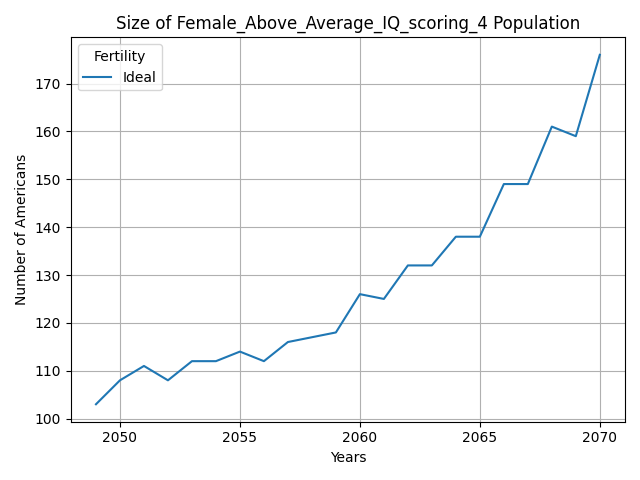 Size of Female_Above_Average_IQ_scoring_4 Population
Fertility
Ideal
Number of Americans
170
160
150
140
130
120
110
100
2050 2055 2060 2065 2070
Years